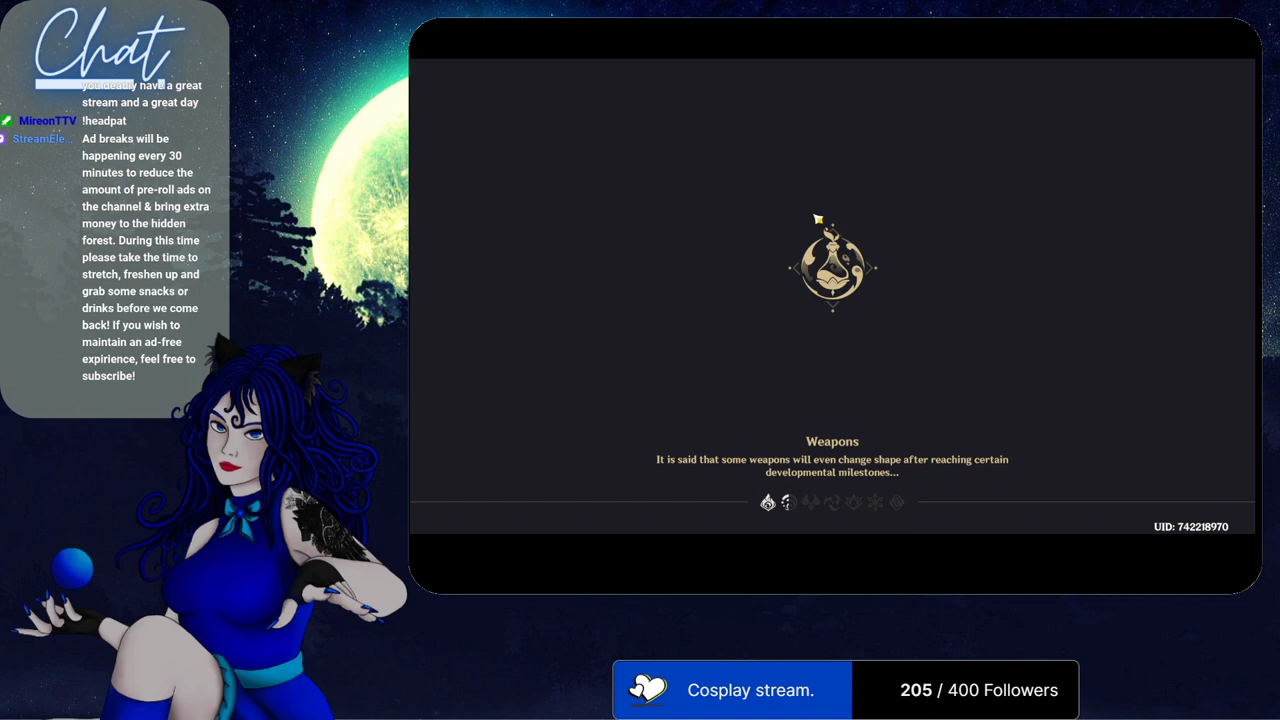 Chat
you deadly have a great
stream and a great day
MireonTTV !headpat
StreamEle... Ad breaks will be
happening every 30
minutes to reduce the
amount of pre-roll ads on
the channel & bring extra
money to the hidden
forest. During this time
please take the time to
stretch, freshen up and
grab some snacks or
drinks before we come
back! If you wish to
maintain an ad-free
expirience, feel free to
subscribe!
Weapons
It is said that some weapons will even change shape after reaching certain
developmental milestones...
UID: 742218970
Cosplay stream.
205 / 400 Followers